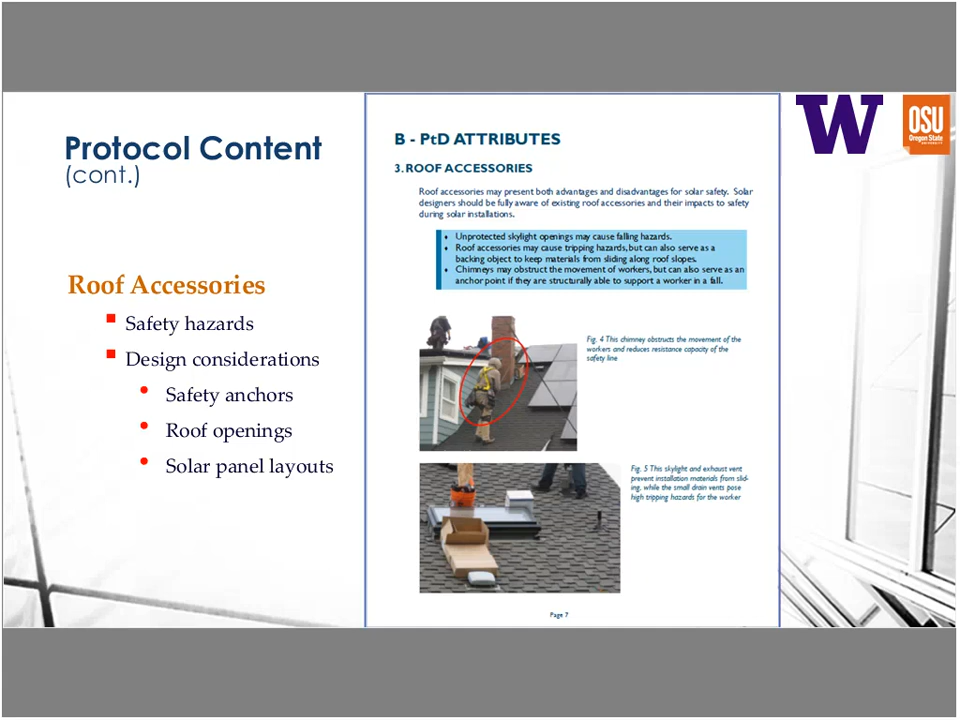 Protocol Content
(cont.)
Roof Accessories
Safety hazards
Design considerations
Safety anchors
Roof openings
Solar panel layouts
B - PtD ATTRIBUTES
3. ROOF ACCESSORIES
Roof accessories may present both advantages and disadvantages for solar safety. Solar
designers should be fully aware of existing roof accessories and their impacts to safety
during solar installations.
Unprotected skylight openings may cause falling hazards.
Roof accessories may cause tripping hazards, but can also serve as a
backing object to keep materials from sliding along roof slopes.
Chimneys may obstruct the movement of workers, but can also serve as an
anchor point if they are structurally able to support a worker in a fall.
Fig. 4 This chimney obstructs the movement of the
workers and reduces resistance capacity of the
safety line
Fig. 5 This skylight and exhaust vent
prevent installation materials from slid-
ing, while the small drain vents pose
high tripping hazards for the worker
Page 7
W
OSU
Oregon State
UNIVERSITY